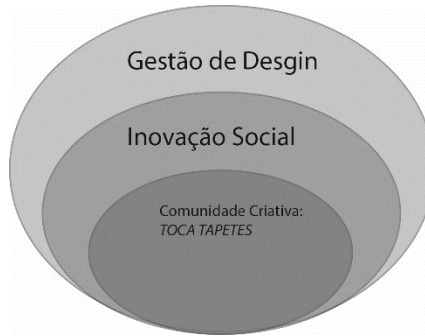 Gestão de Desgin
Inovação Social
Comunidade Criativa:
TOCA TAPETES